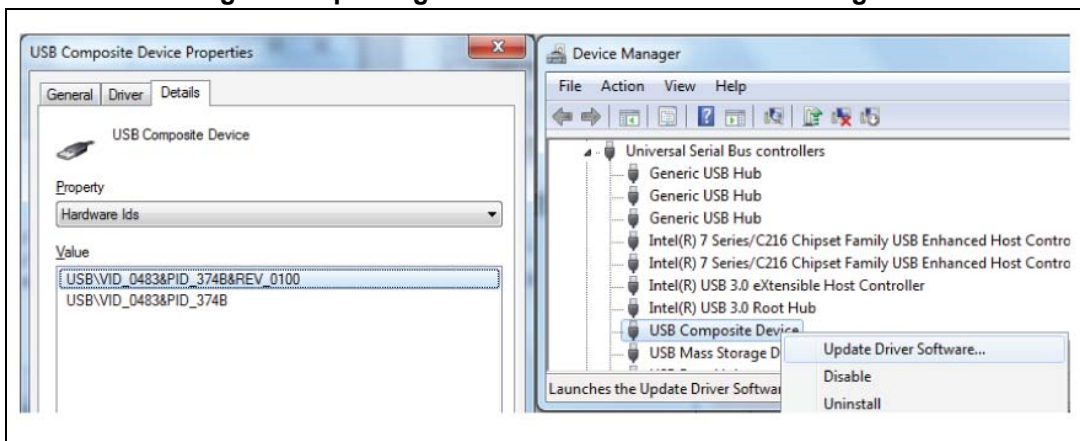 USB Composite Device Properties
General Driver Details
USB Composite Device
Property
Hardware Ids
Value
USB\VID_0483&PID_374B&REV_0100
USB\VID_0483&PID_374B
Device Manager
File Action View Help
Universal Serial Bus controllers
Generic USB Hub
Generic USB Hub
Generic USB Hub
Intel(R) 7 Series/C216 Chipset Family USB Enhanced Host Contro
Intel(R) 7 Series/C216 Chipset Family USB Enhanced Host Contro
Intel(R) USB 3.0 eXtensible Host Controller
Intel(R) USB 3.0 Root Hub
USB Composite Device
USB Mass Storage D
Launches the Update Driver Softwar
Update Driver Software...
Disable
Uninstall